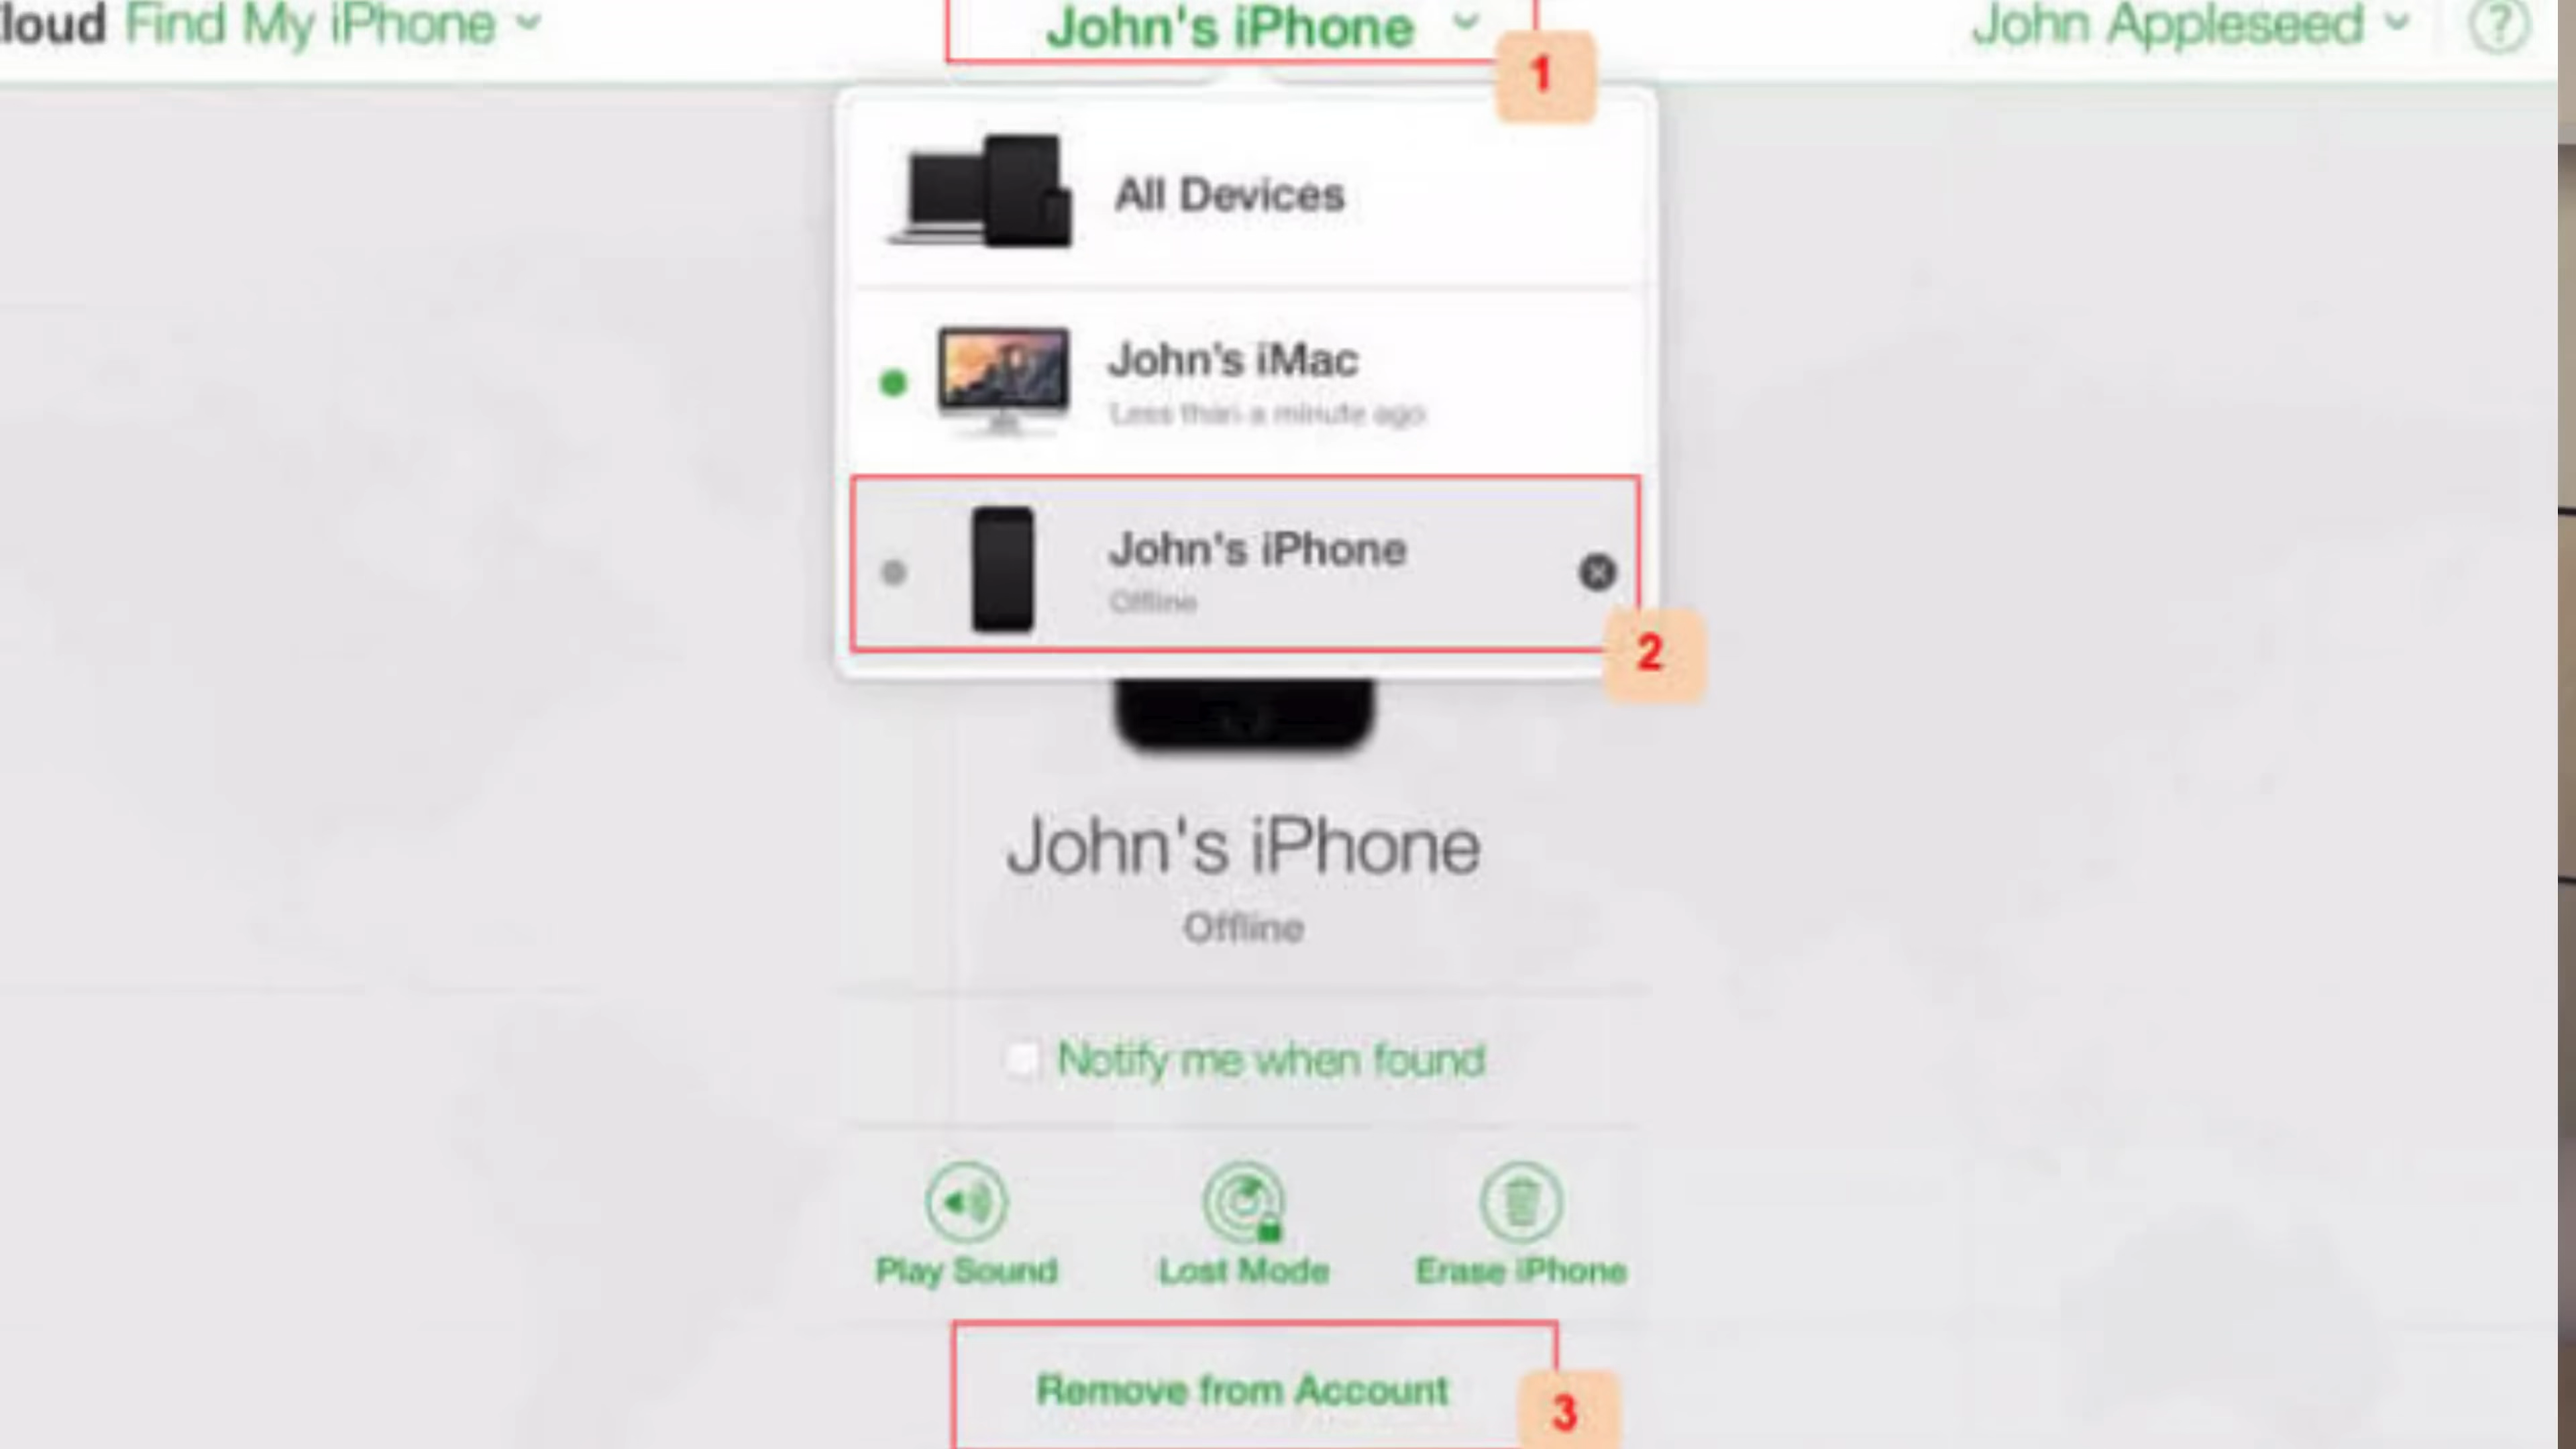 loud Find My iPhone
John's iPhone
John Appleseed
?
1
All Devices
John's iMac
Less than a minute ago
John's iPhone
Offline
2
John's iPhone
Offline
Notify me when found
Play Sound
Lost Mode
Erase iPhone
Remove from Account
3